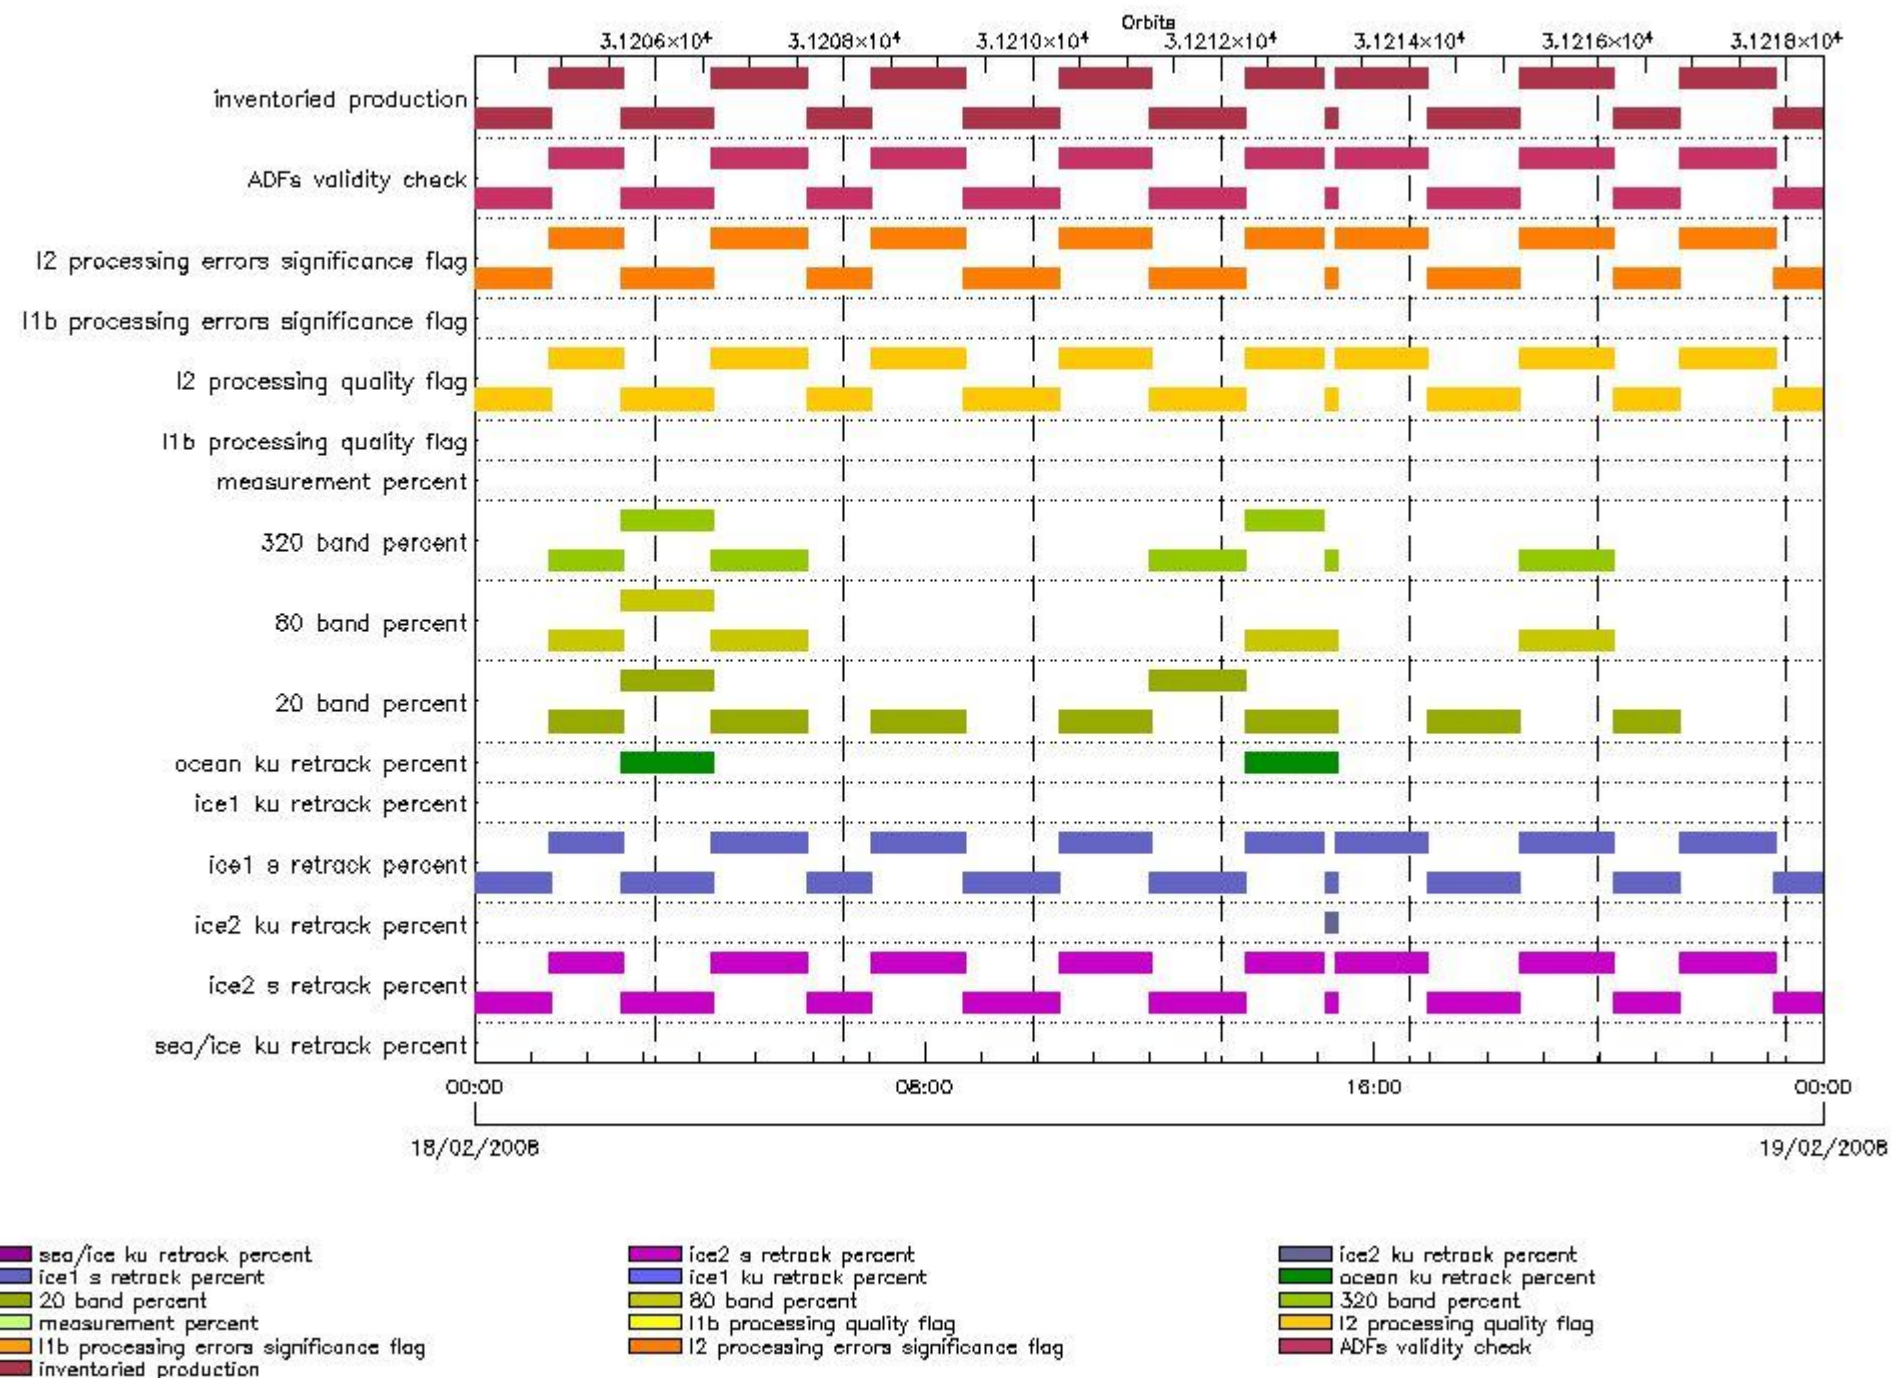 Orbits
3.1206×10⁴ 3.1208×10⁴ 3.1210×10⁴ 3.1212×10⁴ 3.1214×10⁴ 3.1216×10⁴ 3.1218×10⁴
inventoried production
ADFs validity check
l2 processing errors significance flag
l1b processing errors significance flag
l2 processing quality flag
l1b processing quality flag
measurement percent
320 band percent
80 band percent
20 band percent
ocean ku retrack percent
ice1 ku retrack percent
ice1 s retrack percent
ice2 ku retrack percent
ice2 s retrack percent
sea/ice ku retrack percent
00:00 08:00 16:00 00:00
18/02/2008 19/02/2008
sea/ice ku retrack percent ice2 s retrack percent ice2 ku retrack percent
ice1 s retrack percent ice1 ku retrack percent ocean ku retrack percent
20 band percent 80 band percent 320 band percent
measurement percent l1b processing quality flag l2 processing quality flag
l1b processing errors significance flag l2 processing errors significance flag ADFs validity check
inventoried production